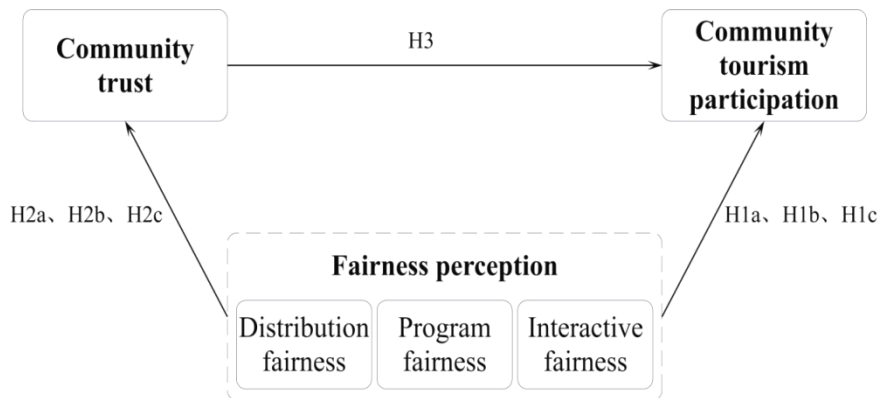 Community
trust
H3
Community
tourism
participation
H2a、H2b、H2c
H1a、H1b、H1c
Fairness perception
Distribution
fairness
Program
fairness
Interactive
fairness